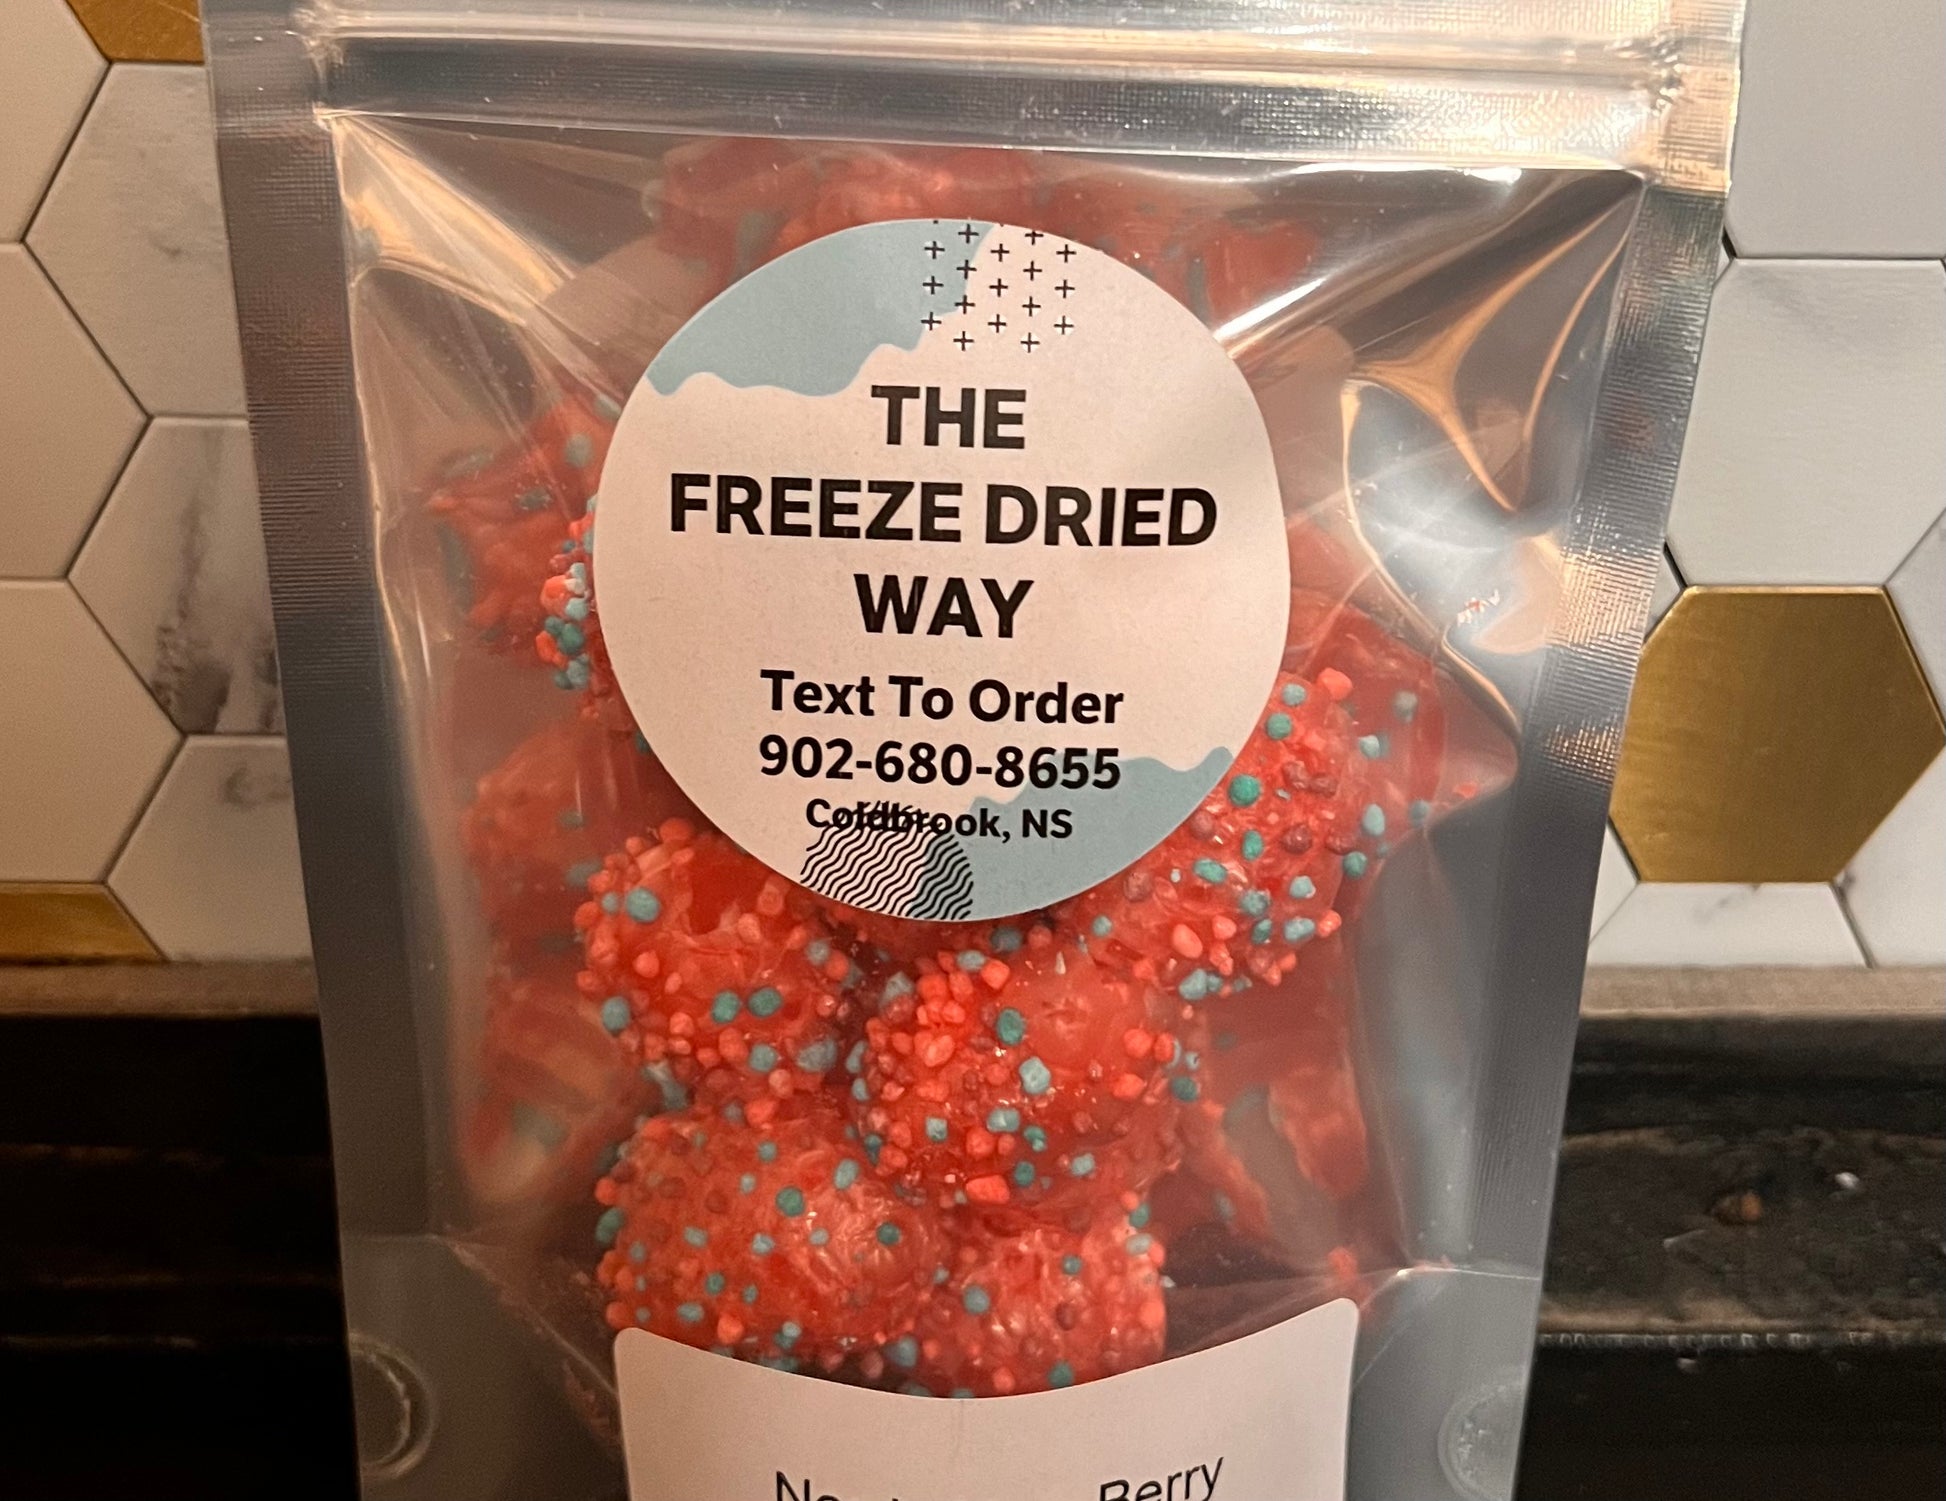 THE
FREEZE DRIED
WAY
Text To Order
902-680-8655
Coldbrook, NS
Berry